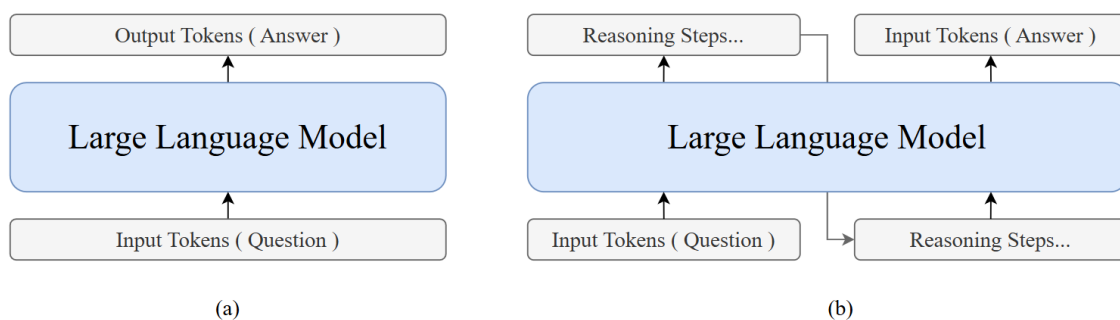 Output Tokens ( Answer )
Large Language Model
Input Tokens ( Question )
(a)
Reasoning Steps...
Input Tokens ( Answer )
Large Language Model
Input Tokens ( Question )
Reasoning Steps...
(b)